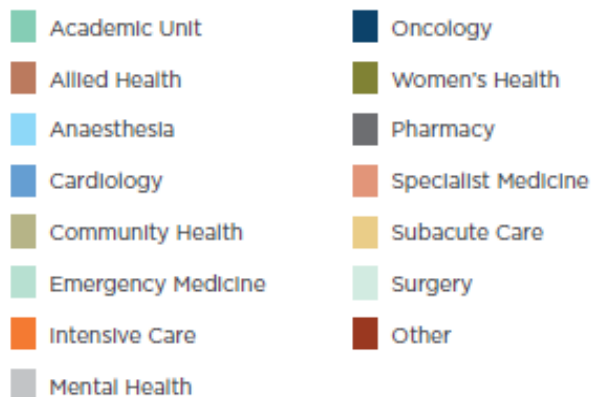 Academic Unit
Allied Health
Anaesthesia
Cardiology
Community Health
Emergency Medicine
Intensive Care
Mental Health
Oncology
Women's Health
Pharmacy
Specialist Medicine
Subacute Care
Surgery
Other